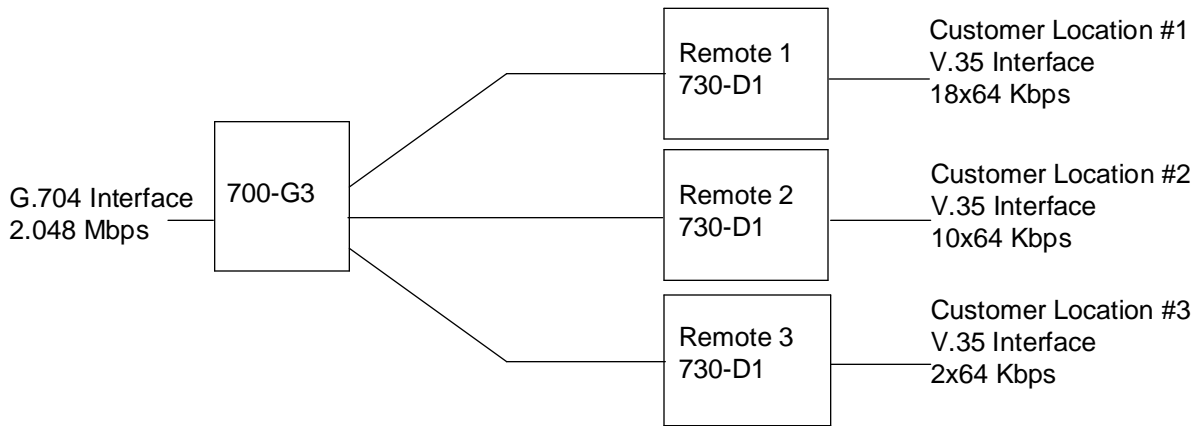 G.704 Interface
2.048 Mbps
700-G3
Remote 1
730-D1
Customer Location #1
V.35 Interface
18x64 Kbps
Remote 2
730-D1
Customer Location #2
V.35 Interface
10x64 Kbps
Remote 3
730-D1
Customer Location #3
V.35 Interface
2x64 Kbps